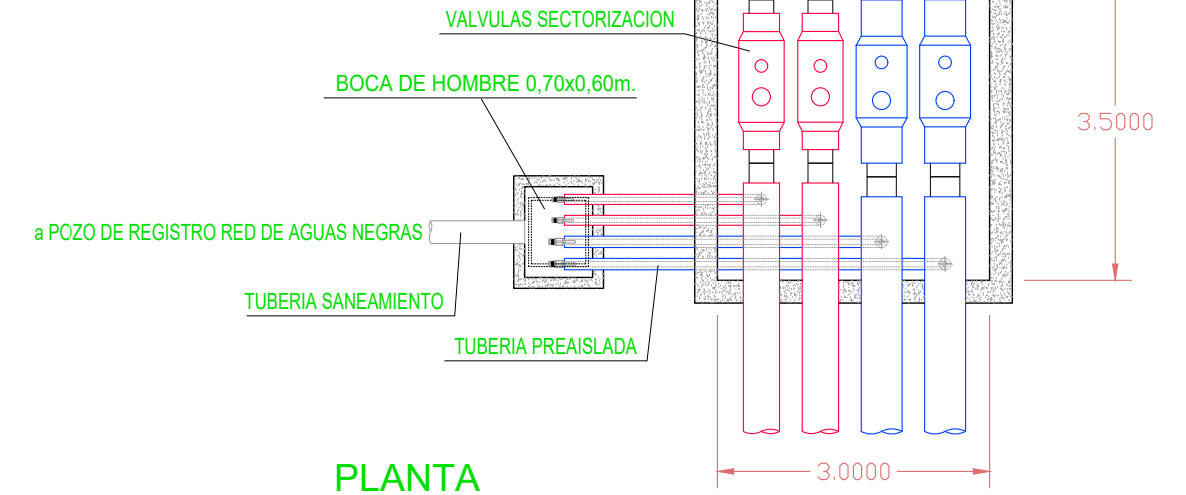 VALVULAS SECTORIZACION
BOCA DE HOMBRE 0,70x0,60m.
3.5000
a POZO DE REGISTRO RED DE AGUAS NEGRAS
TUBERIA SANEAMIENTO
TUBERIA PREAISLADA
3.0000
PLANTA